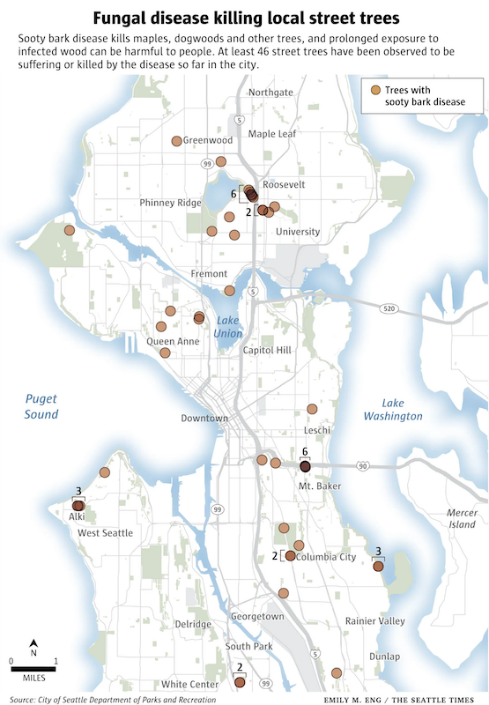 Fungal disease killing local street trees
Sooty bark disease kills maples, dogwoods and other trees, and prolonged exposure to
infected wood can be harmful to people. At least 46 street trees have been observed to be
suffering or killed by the disease so far in the city.
Trees with
sooty bark disease
Northgate
5
Maple Leaf
Greenwood
99
Roosevelt
6
Phinney Ridge
2
University
Fremont
5
520
Lake
Union
Queen Anne
Capitol Hill
Puget
Sound
Lake
Washington
Downtown
Leschi
6
90
Mt. Baker
3
Alki
99
Mercer
Island
West Seattle
2
Columbia City
3
Georgetown
Delridge
Rainier Valley
South Park
5
Dunlap
N
0 1
MILES
2
White Center
99
Source: City of Seattle Department of Parks and Recreation
EMILY M. ENG / THE SEATTLE TIMES